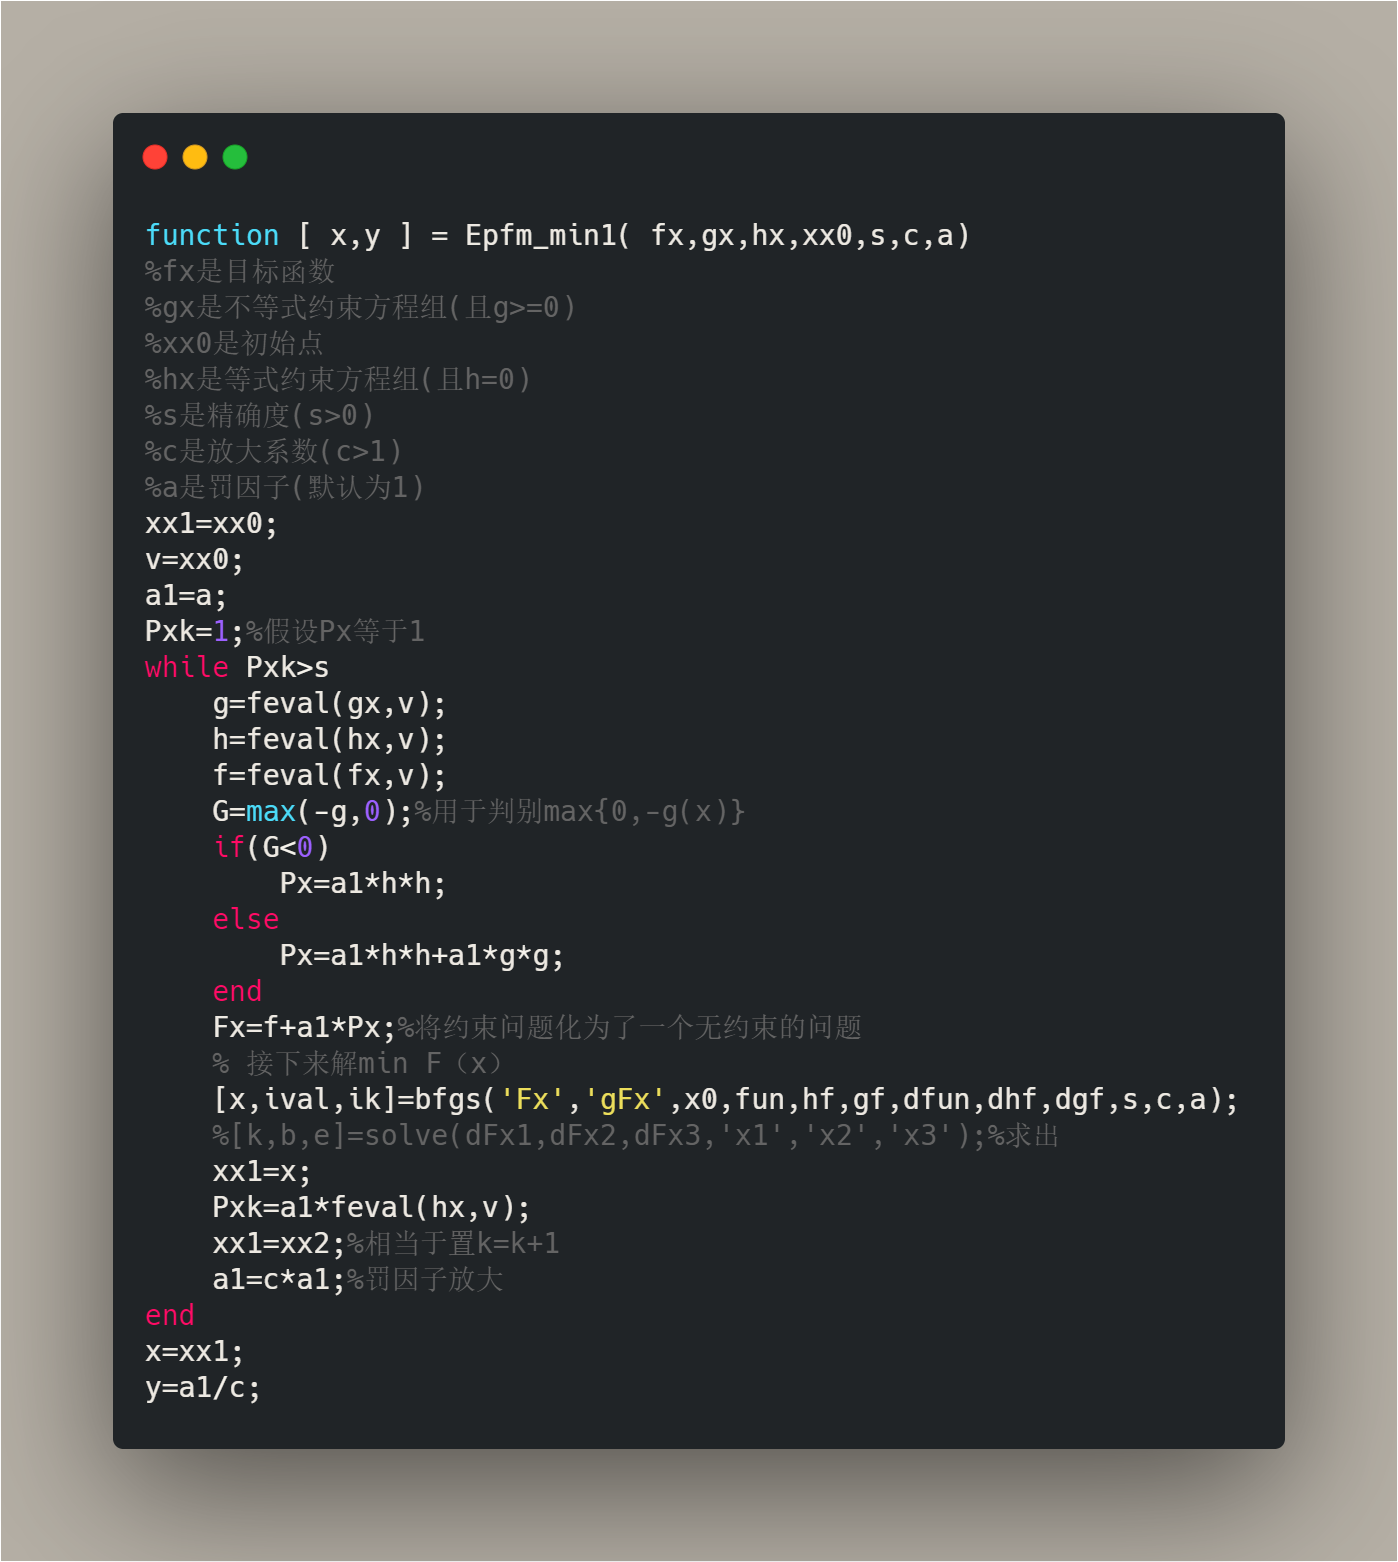 function [ x,y ] = Epfm_min1( fx,gx,hx,xx0,s,c,a)
%fx是目标函数
%gx是不等式约束方程组(且g>=0)
%xx0是初始点
%hx是等式约束方程组(且h=0)
%s是精确度(s>0)
%c是放大系数(c>1)
%a是罚因子(默认为1)
xx1=xx0;
v=xx0;
a1=a;
Pxk=1;%假设Px等于1
while Pxk>s
    g=feval(gx,v);
    h=feval(hx,v);
    f=feval(fx,v);
    G=max(-g,0);%用于判别max{0,-g(x)}
    if(G<0)
        Px=a1*h*h;
    else
        Px=a1*h*h+a1*g*g;
    end
    Fx=f+a1*Px;%将约束问题化为了一个无约束的问题
    % 接下来解min F（x）
    [x,ival,ik]=bfgs('Fx','gFx',x0,fun,hf,gf,dfun,dhf,dgf,s,c,a);
    %[k,b,e]=solve(dFx1,dFx2,dFx3,'x1','x2','x3');%求出
    xx1=x;
    Pxk=a1*feval(hx,v);
    xx1=xx2;%相当于置k=k+1
    a1=c*a1;%罚因子放大
end
x=xx1;
y=a1/c;